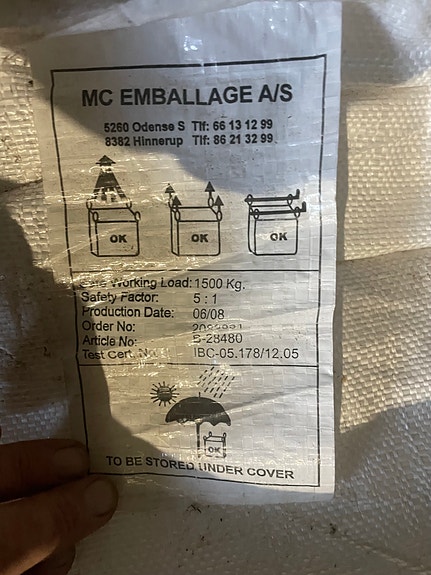 MC EMBALLAGE A/S
5260 Odense S Tlf: 66 13 12 99
8382 Hinnerup Tlf: 86 21 32 99
OK OK OK
Safe Working Load: 1500 Kg.
Safety Factor: 5 : 1
Production Date: 06/08
Order No:
Article No: B-28480
Test Cert. No.: IBC-05.178/12.05
OK
TO BE STORED UNDER COVER